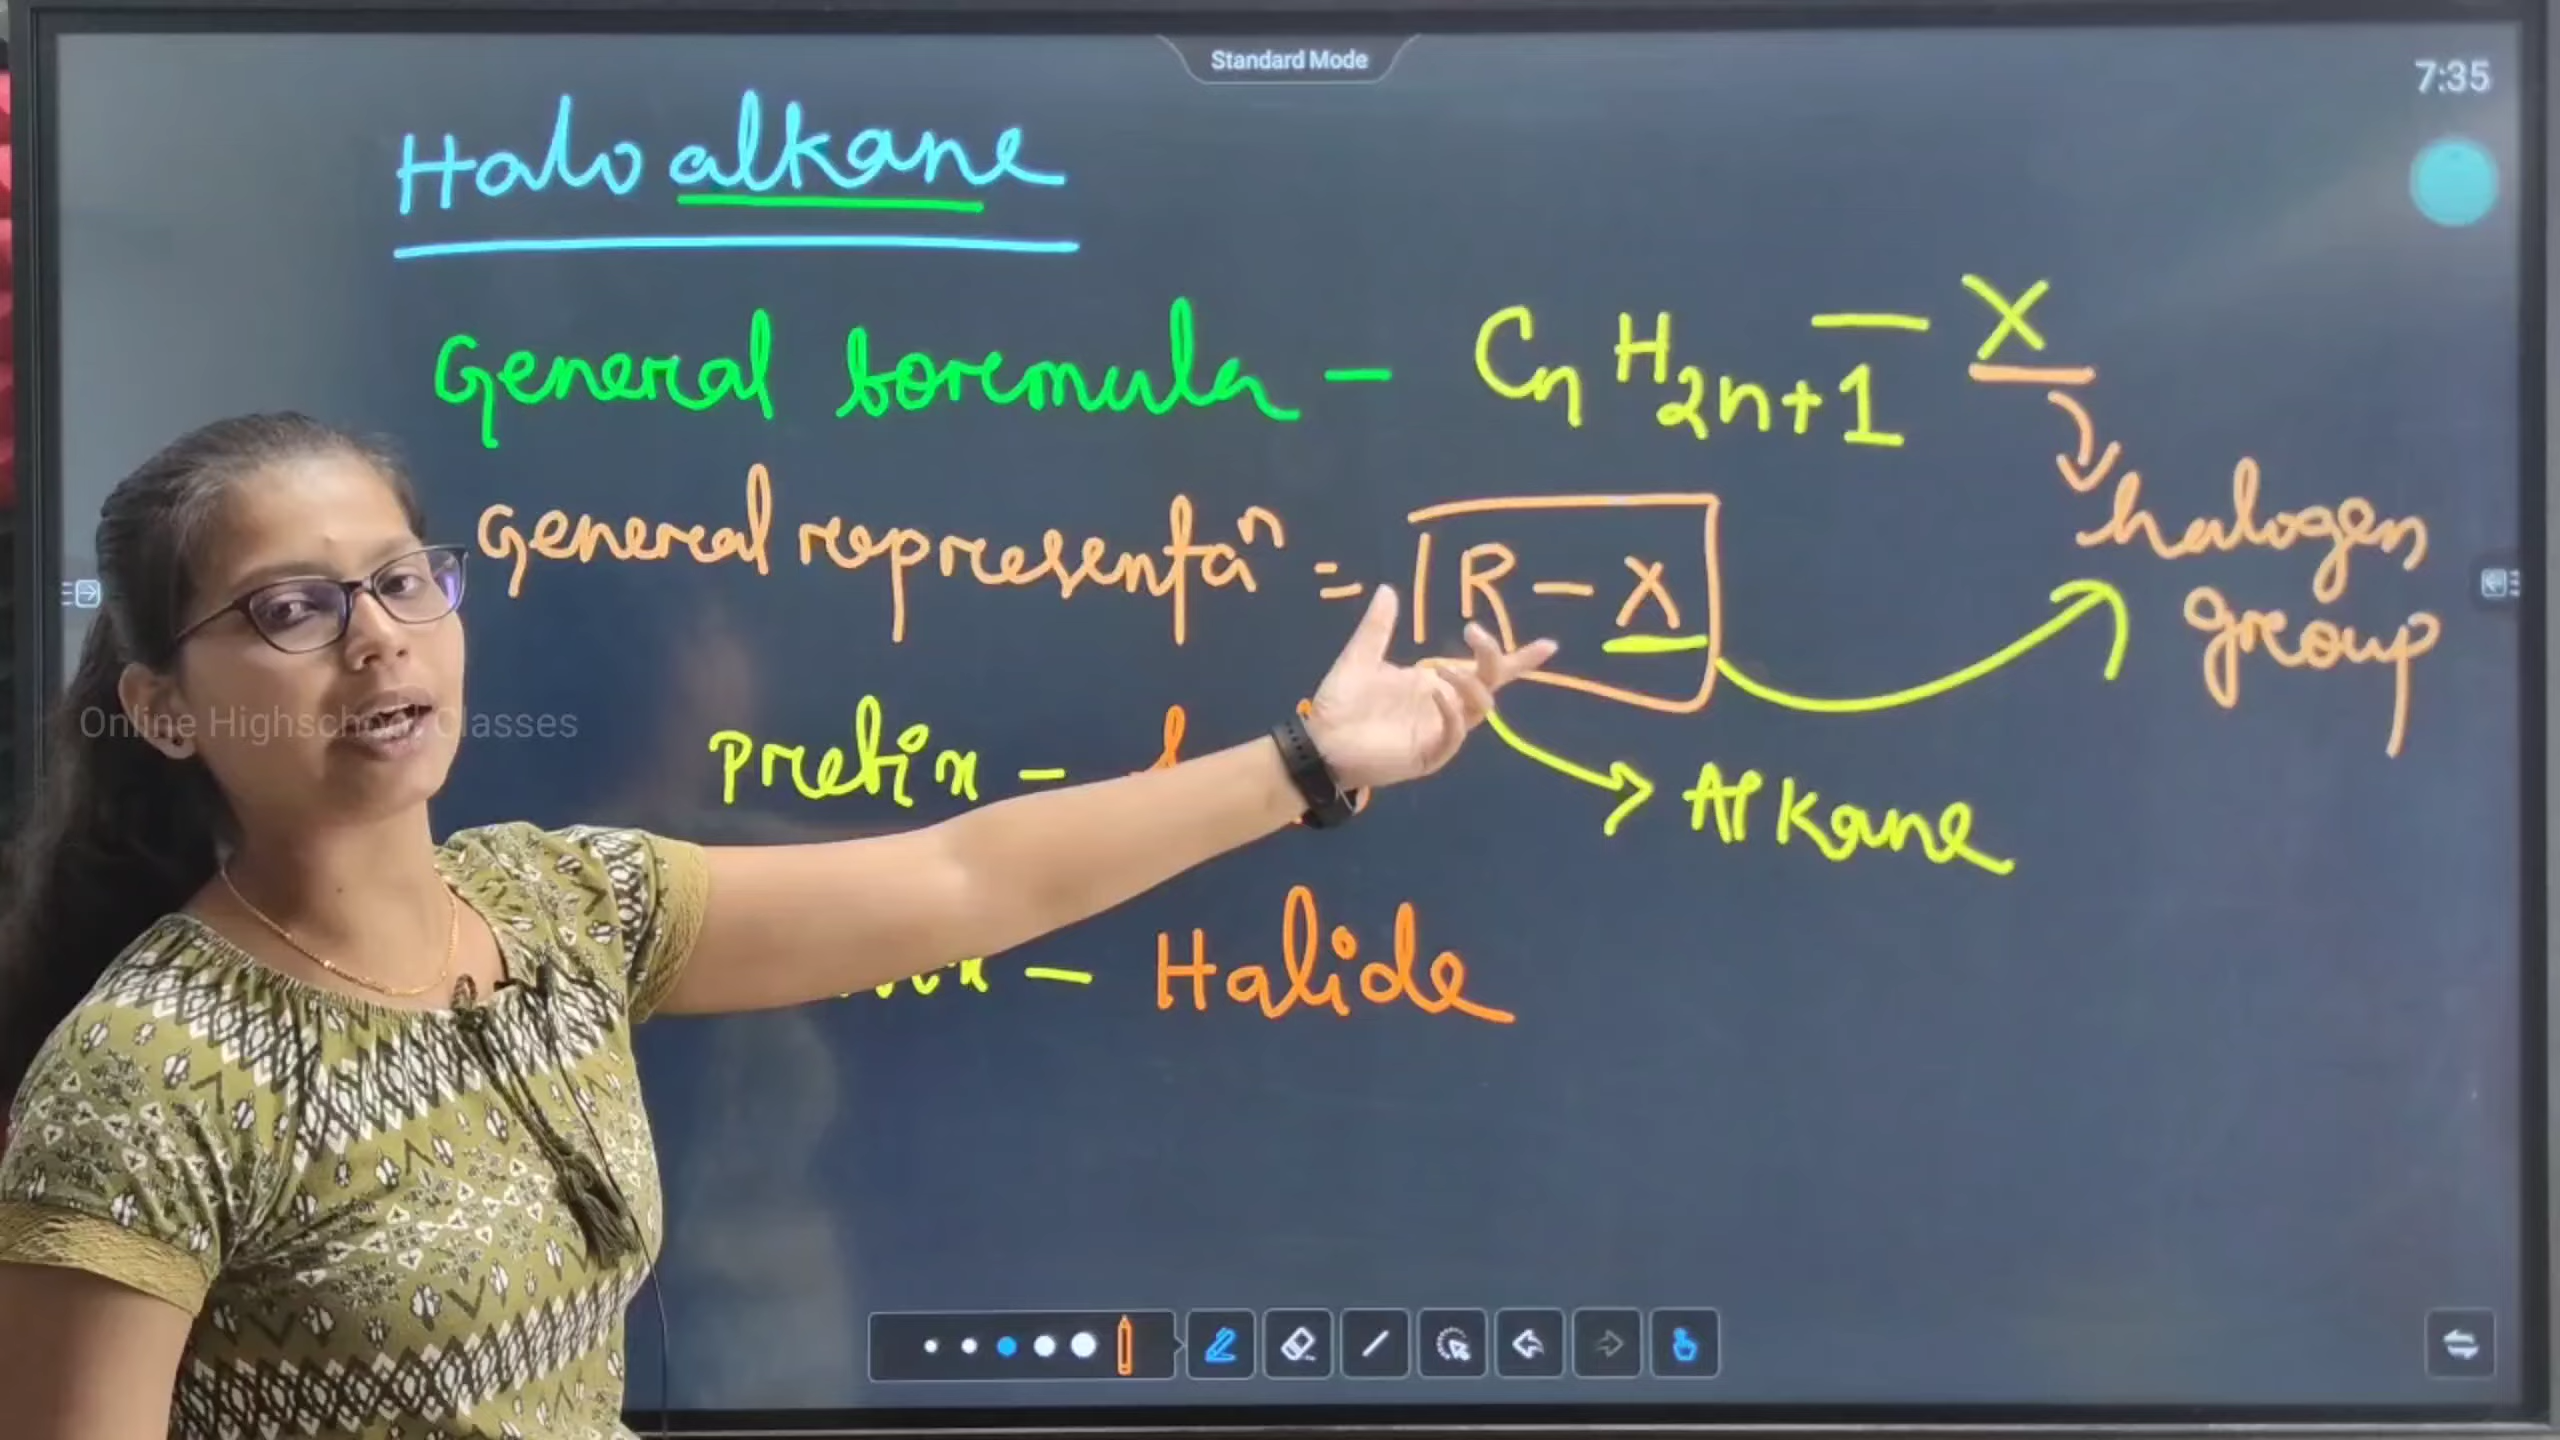 Standard Mode
7:35
Halo alkane
General formula - CnH2n+1 - X
halogen
group
General representaⁿ = R - X
Online Highschool Classes
Prefix -
Alkane
- Halide